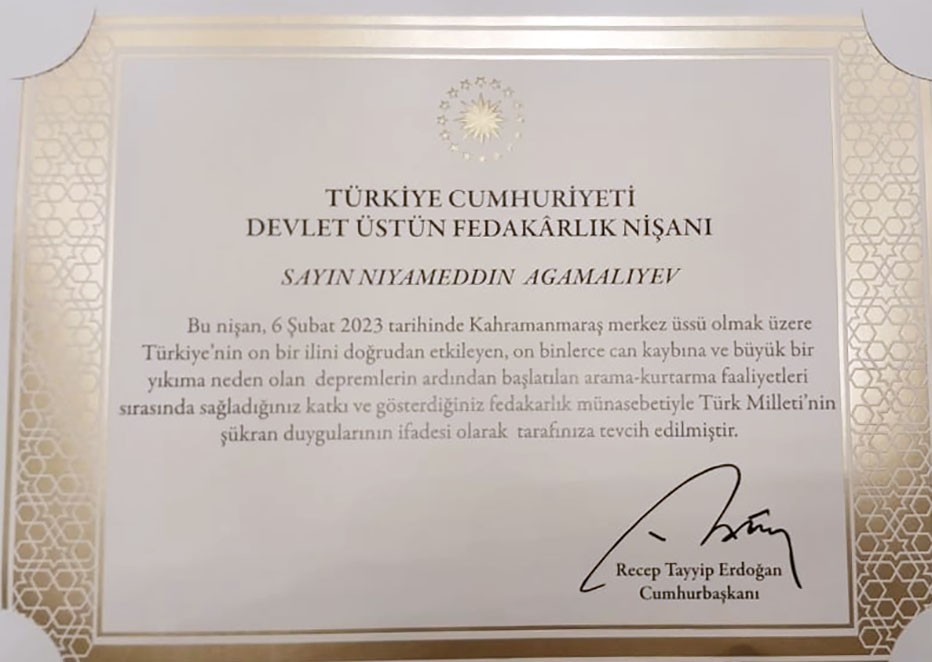 TÜRKİYE CUMHURİYETİ
DEVLET ÜSTÜN FEDAKÂRLIK NİŞANI
SAYIN NIYAMEDDIN AGAMALIYEV
Bu nişan, 6 Şubat 2023 tarihinde Kahramanmaraş merkez üssü olmak üzere
Türkiye'nin on bir ilini doğrudan etkileyen, on binlerce can kaybına ve büyük bir
yıkıma neden olan depremlerin ardından başlatılan arama-kurtarma faaliyetleri
sırasında sağladığınız katkı ve gösterdiğiniz fedakarlık münasebetiyle Türk Milleti'nin
şükran duygularının ifadesi olarak tarafınıza tevcih edilmiştir.
Recep Tayyip Erdoğan
Cumhurbaşkanı